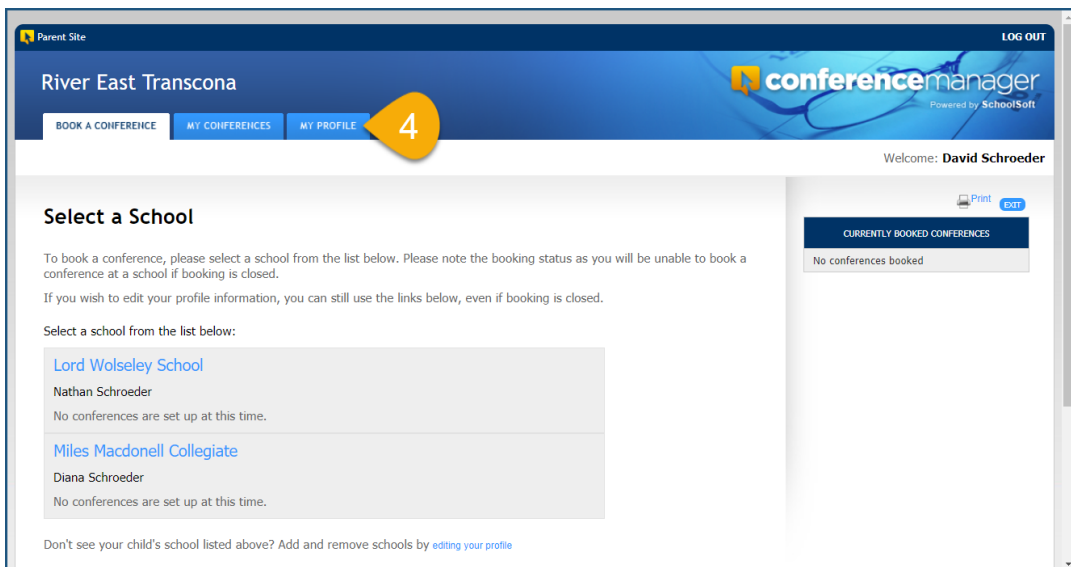 Parent Site
LOG OUT
River East Transcona
conferencemanager
Powered by SchoolSoft
BOOK A CONFERENCE
MY CONFERENCES
MY PROFILE
4
Welcome: David Schroeder
Print
EXIT
Select a School
CURRENTLY BOOKED CONFERENCES
No conferences booked
To book a conference, please select a school from the list below. Please note the booking status as you will be unable to book a
conference at a school if booking is closed.
If you wish to edit your profile information, you can still use the links below, even if booking is closed.
Select a school from the list below:
Lord Wolseley School
Nathan Schroeder
No conferences are set up at this time.
Miles Macdonell Collegiate
Diana Schroeder
No conferences are set up at this time.
Don't see your child's school listed above? Add and remove schools by editing your profile